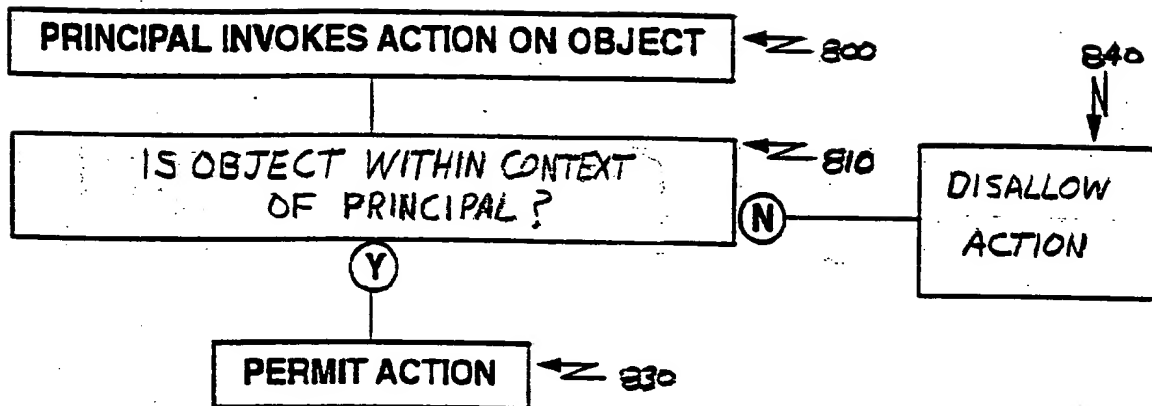 PRINCIPAL INVOKES ACTION ON OBJECT
800
840
IS OBJECT WITHIN CONTEXT
OF PRINCIPAL?
810
N
DISALLOW
ACTION
Y
PERMIT ACTION
830